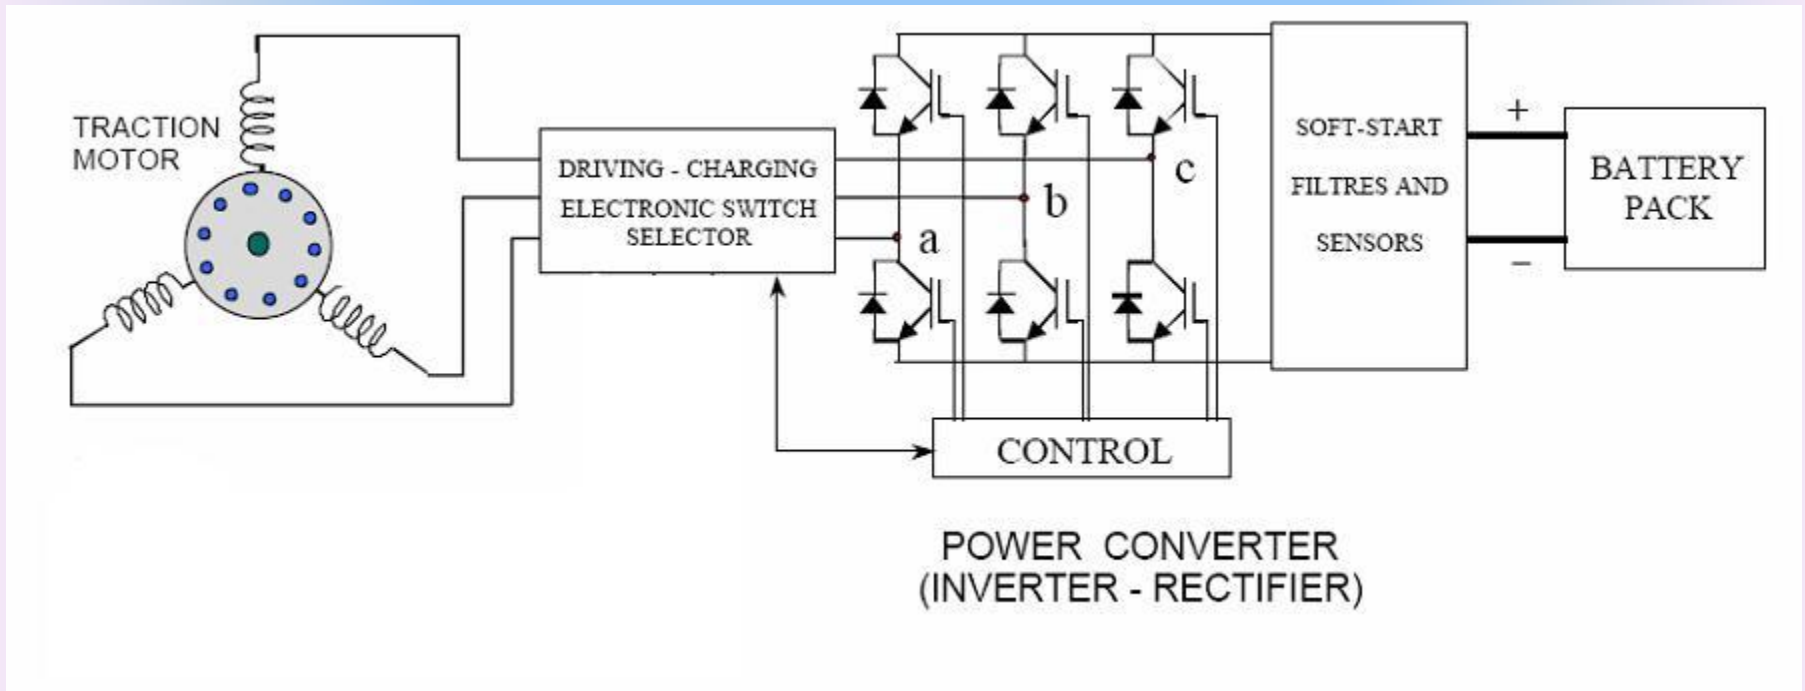 TRACTION
MOTOR
DRIVING - CHARGING
ELECTRONIC SWITCH
SELECTOR
a
b
c
SOFT-START
FILTRES AND
SENSORS
+
−
BATTERY
PACK
CONTROL
POWER CONVERTER
(INVERTER - RECTIFIER)